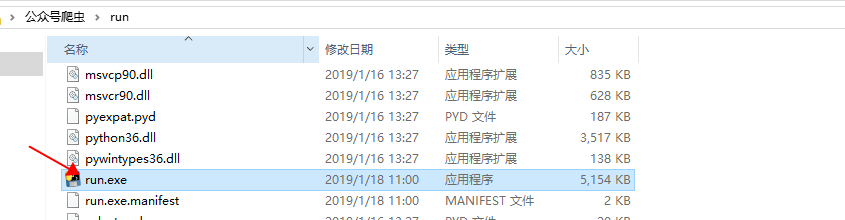 公众号爬虫 > run
名称 修改日期 类型 大小
msvcp90.dll 2019/1/16 13:27 应用程序扩展 835 KB
msvcr90.dll 2019/1/16 13:27 应用程序扩展 628 KB
pyexpat.pyd 2019/1/16 13:27 PYD 文件 187 KB
python36.dll 2019/1/16 13:27 应用程序扩展 3,517 KB
pywintypes36.dll 2019/1/16 13:27 应用程序扩展 138 KB
run.exe 2019/1/18 11:00 应用程序 5,154 KB
run.exe.manifest 2019/1/18 11:00 MANIFEST 文件 2 KB